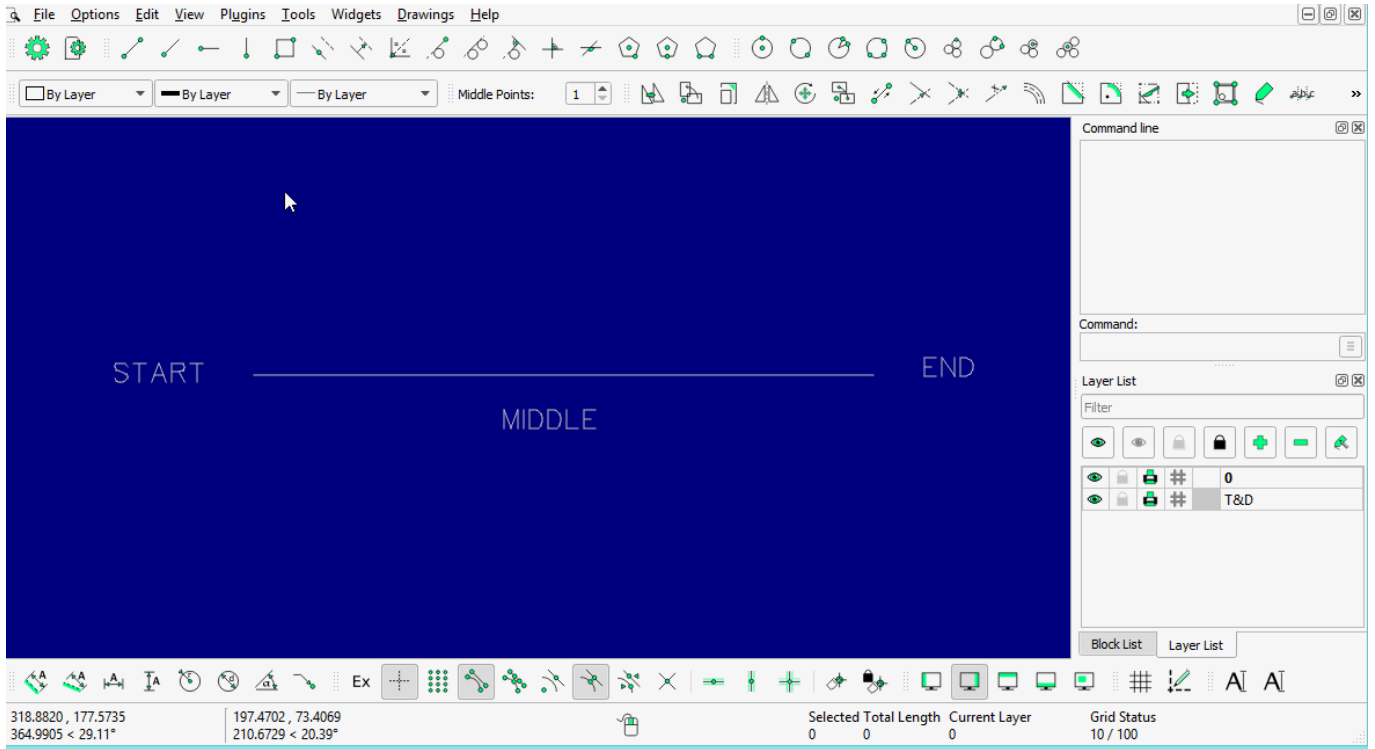 File Options Edit View Plugins Tools Widgets Drawings Help
By Layer By Layer By Layer Middle Points: 1 abc »
Command line
START END
MIDDLE
Command:
Layer List
Filter
0
T&D
Block List Layer List
Ex AI AI
318.8820 , 177.5735 197.4702 , 73.4069 Selected Total Length Current Layer Grid Status
364.9905 < 29.11° 210.6729 < 20.39° 0 0 0 10 / 100